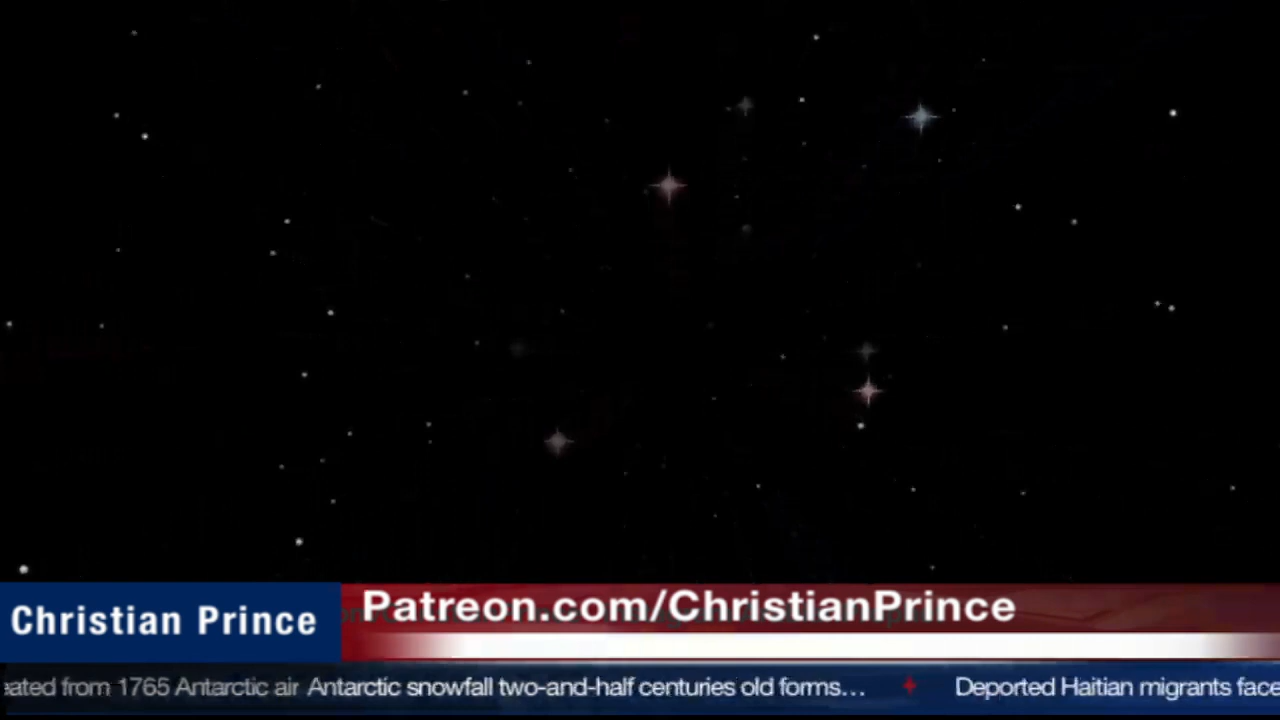 Christian Prince
Patreon.com/ChristianPrince
from 1765 Antarctic air Antarctic snowfall two-and-half centuries old forms... Deported Haitian migrants face